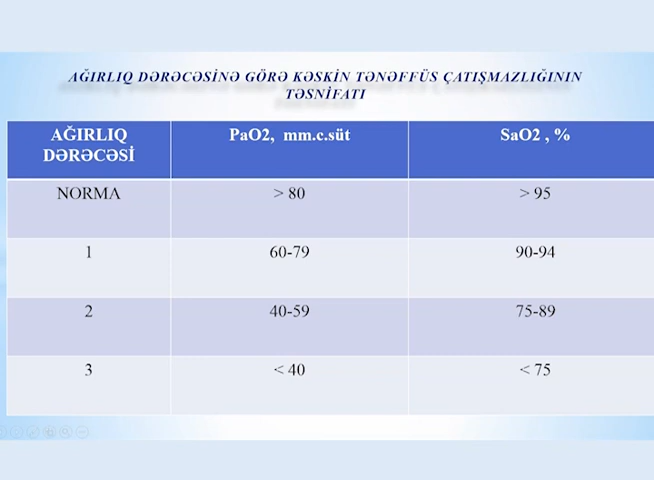 AĞIRLIQ DƏRƏCƏSİNƏ GÖRƏ KƏSKİN TƏNƏFFÜS ÇATIŞMAZLIĞININ
TƏSNİFATI
AĞIRLIQ DƏRƏCƏSİ PaO2, mm.c.süt SaO2 , %
NORMA > 80 > 95
1 60-79 90-94
2 40-59 75-89
3 < 40 < 75